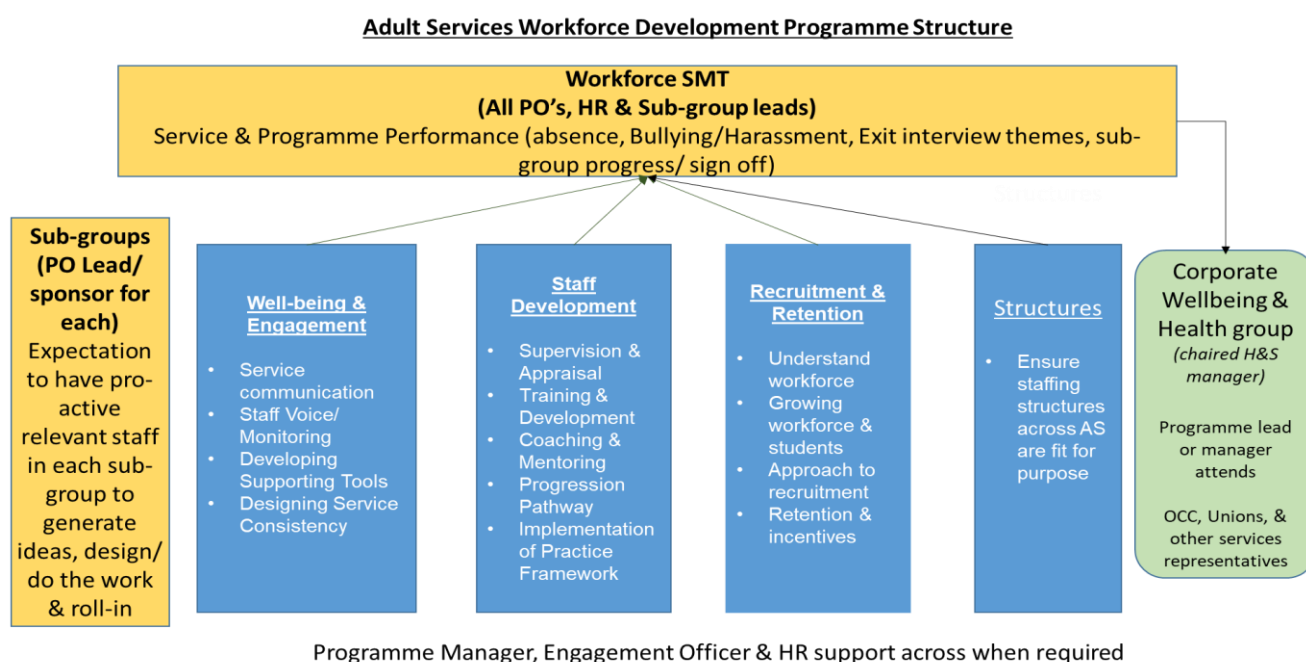 Adult Services Workforce Development Programme Structure
Workforce SMT
(All PO's, HR & Sub-group leads)
Service & Programme Performance (absence, Bullying/Harassment, Exit interview themes, sub-
group progress/ sign off)
Sub-groups
(PO Lead/
sponsor for
each)
Expectation
to have pro-
active
relevant staff
in each sub-
group to
generate
ideas, design/
do the work
& roll-in
Well-being &
Engagement
• Service
communication
• Staff Voice/
Monitoring
• Developing
Supporting Tools
• Designing Service
Consistency
Staff
Development
• Supervision &
Appraisal
• Training &
Development
• Coaching &
Mentoring
• Progression
Pathway
• Implementation
of Practice
Framework
Recruitment &
Retention
• Understand
workforce
• Growing
workforce &
students
• Approach to
recruitment
• Retention &
incentives
Structures
• Ensure
staffing
structures
across AS
are fit for
purpose
Corporate
Wellbeing &
Health group
(chaired H&S
manager)
Programme lead
or manager
attends
OCC, Unions, &
other services
representatives
Programme Manager, Engagement Officer & HR support across when required